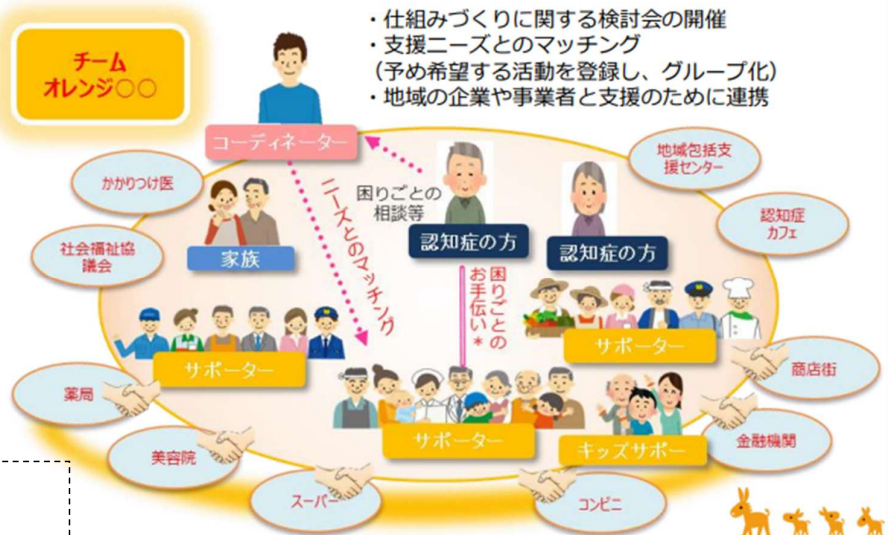 チーム
オレンジ○○
・仕組みづくりに関する検討会の開催
・支援ニーズとのマッチング
（予め希望する活動を登録し、グループ化）
・地域の企業や事業者と支援のために連携
コーディネーター
かかりつけ医
地域包括支
援センター
困りごとの
相談等
ニーズとのマッチング
社会福祉協
議会
家族
認知症の方
認知症の方
認知症
カフェ
困りごとの
お手伝い＊
サポーター
サポーター
サポーター
キッズサポー
薬局
商店街
美容院
金融機関
スーパー
コンビニ